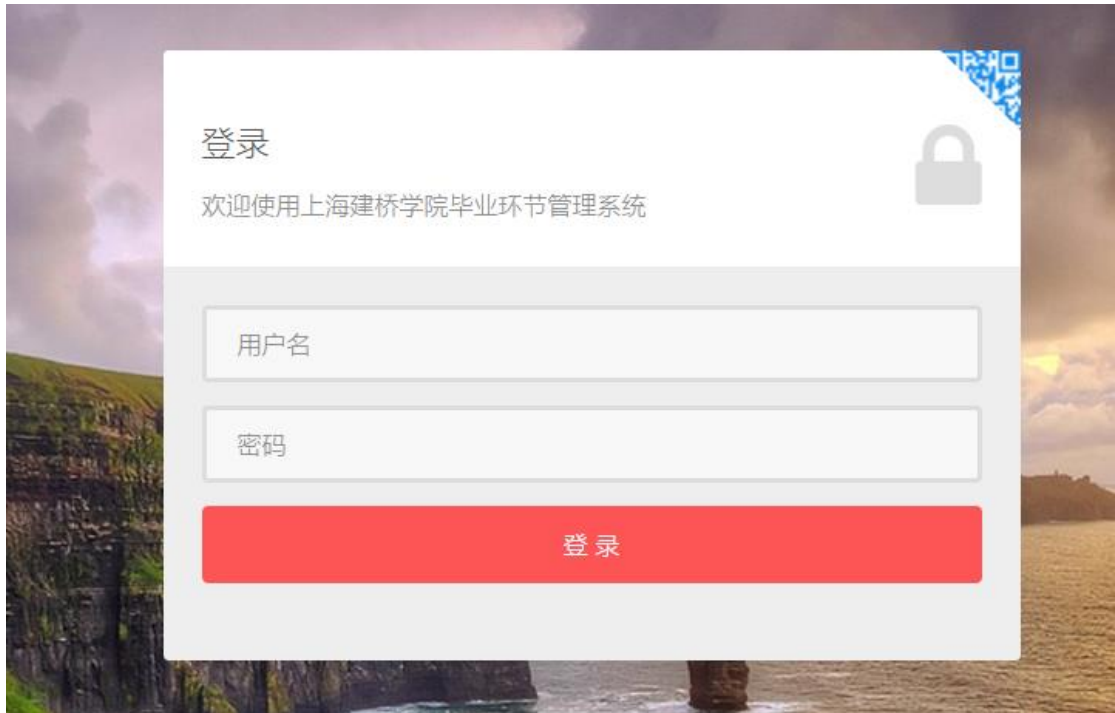 登录
欢迎使用上海建桥学院毕业环节管理系统
用户名
密码
登录